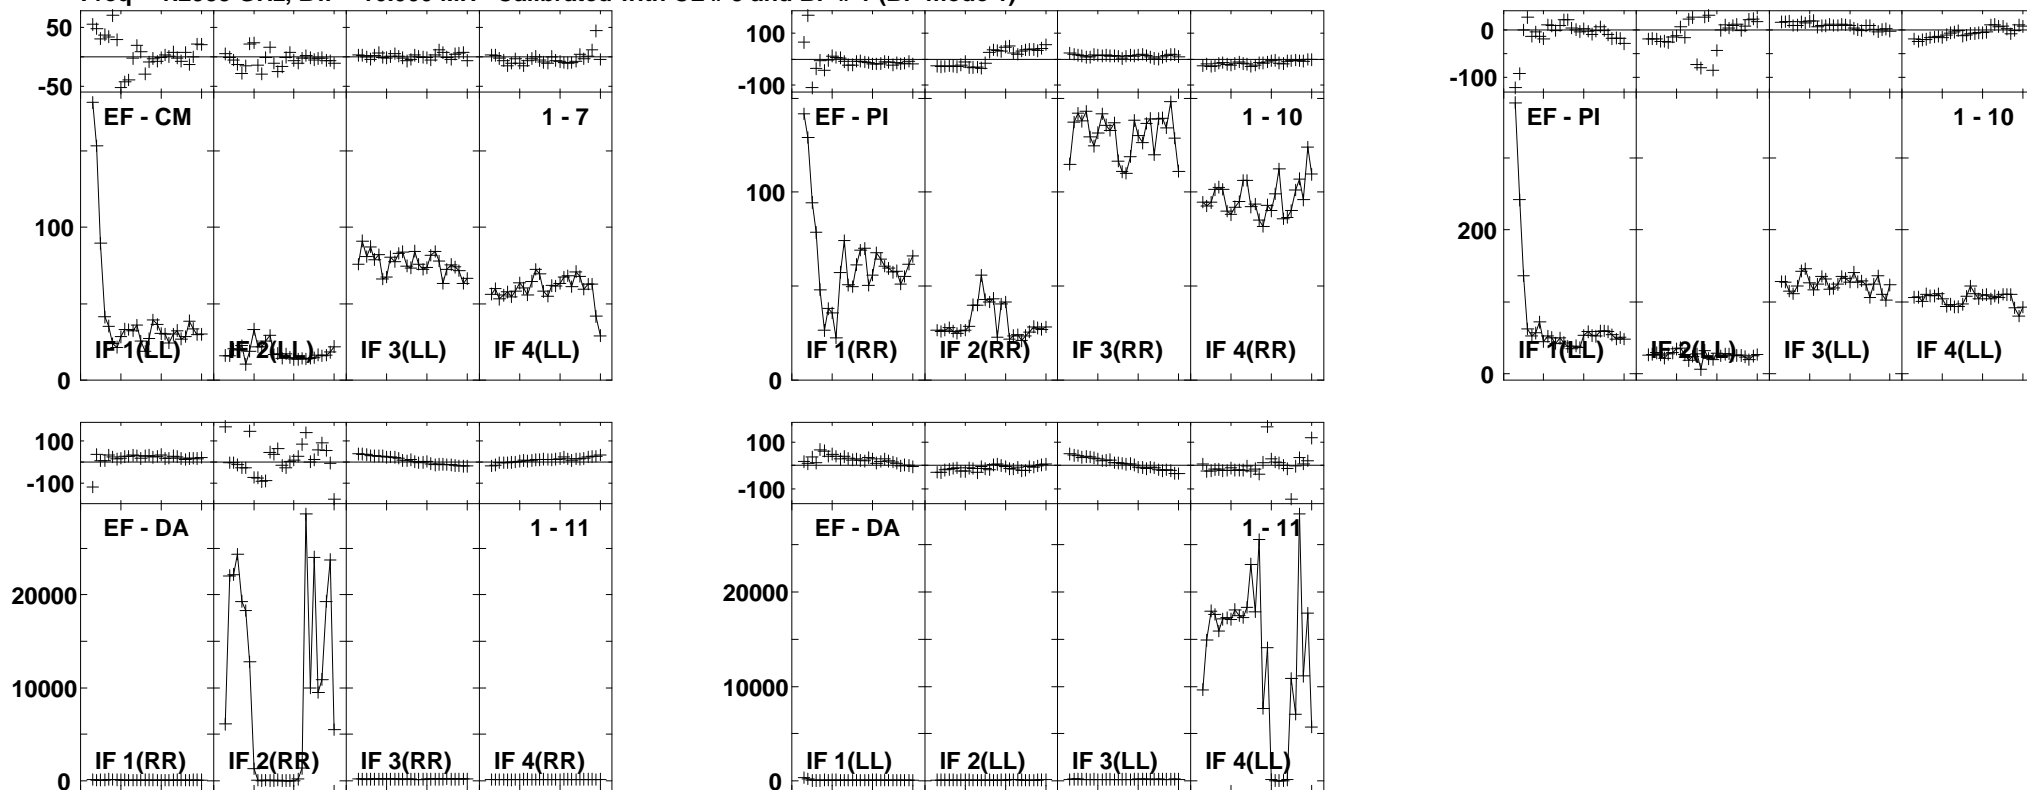 50
-50
EF - CM
1 - 7
100
0
IF 1(LL)
IF 2(LL)
IF 3(LL)
IF 4(LL)
100
-100
EF - PI
1 - 10
100
0
IF 1(RR)
IF 2(RR)
IF 3(RR)
IF 4(RR)
0
-100
EF - PI
1 - 10
200
0
IF 1(LL)
IF 2(LL)
IF 3(LL)
IF 4(LL)
100
-100
EF - DA
1 - 11
20000
10000
0
IF 1(RR)
IF 2(RR)
IF 3(RR)
IF 4(RR)
100
-100
EF - DA
1 - 11
20000
10000
0
IF 1(LL)
IF 2(LL)
IF 3(LL)
IF 4(LL)